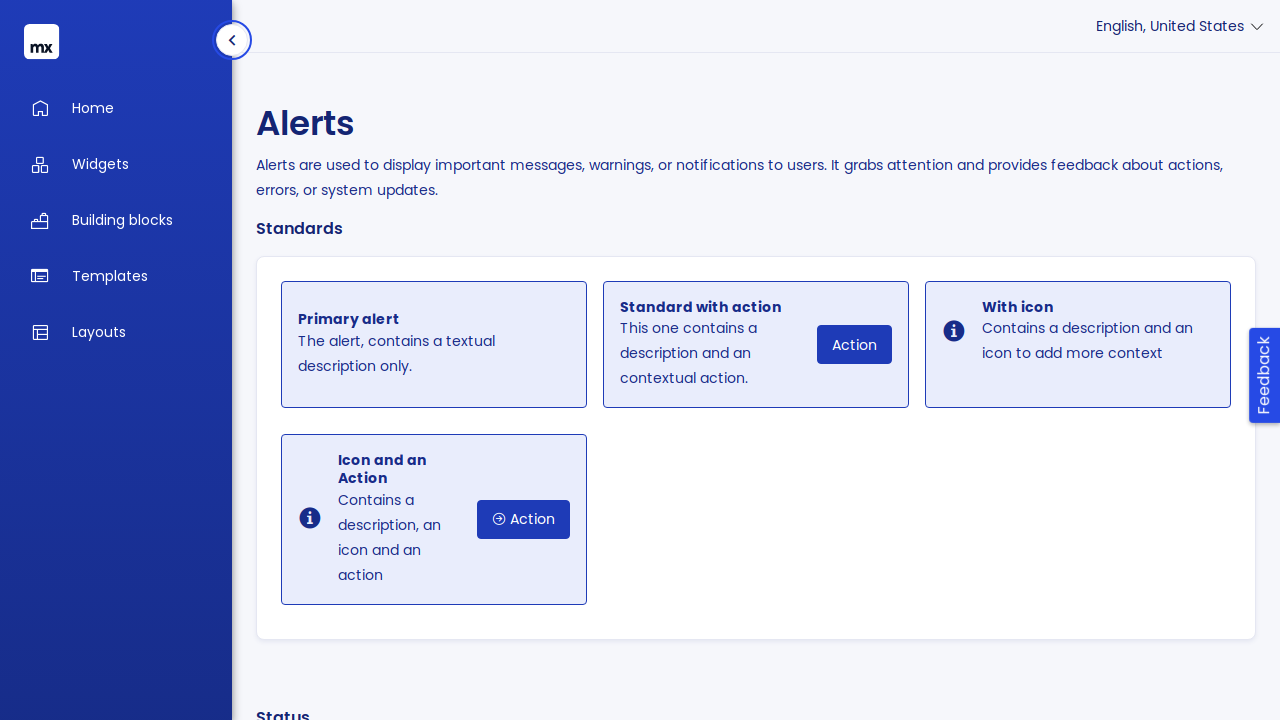 mx
English, United States
Home
Widgets
Building blocks
Templates
Layouts
Alerts
Alerts are used to display important messages, warnings, or notifications to users. It grabs attention and provides feedback about actions,
errors, or system updates.
Standards
Primary alert
The alert, contains a textual
description only.
Standard with action
This one contains a
description and an
contextual action.
Action
With icon
Contains a description and an
icon to add more context
Icon and an
Action
Contains a
description, an
icon and an
action
Action
Feedback
Status